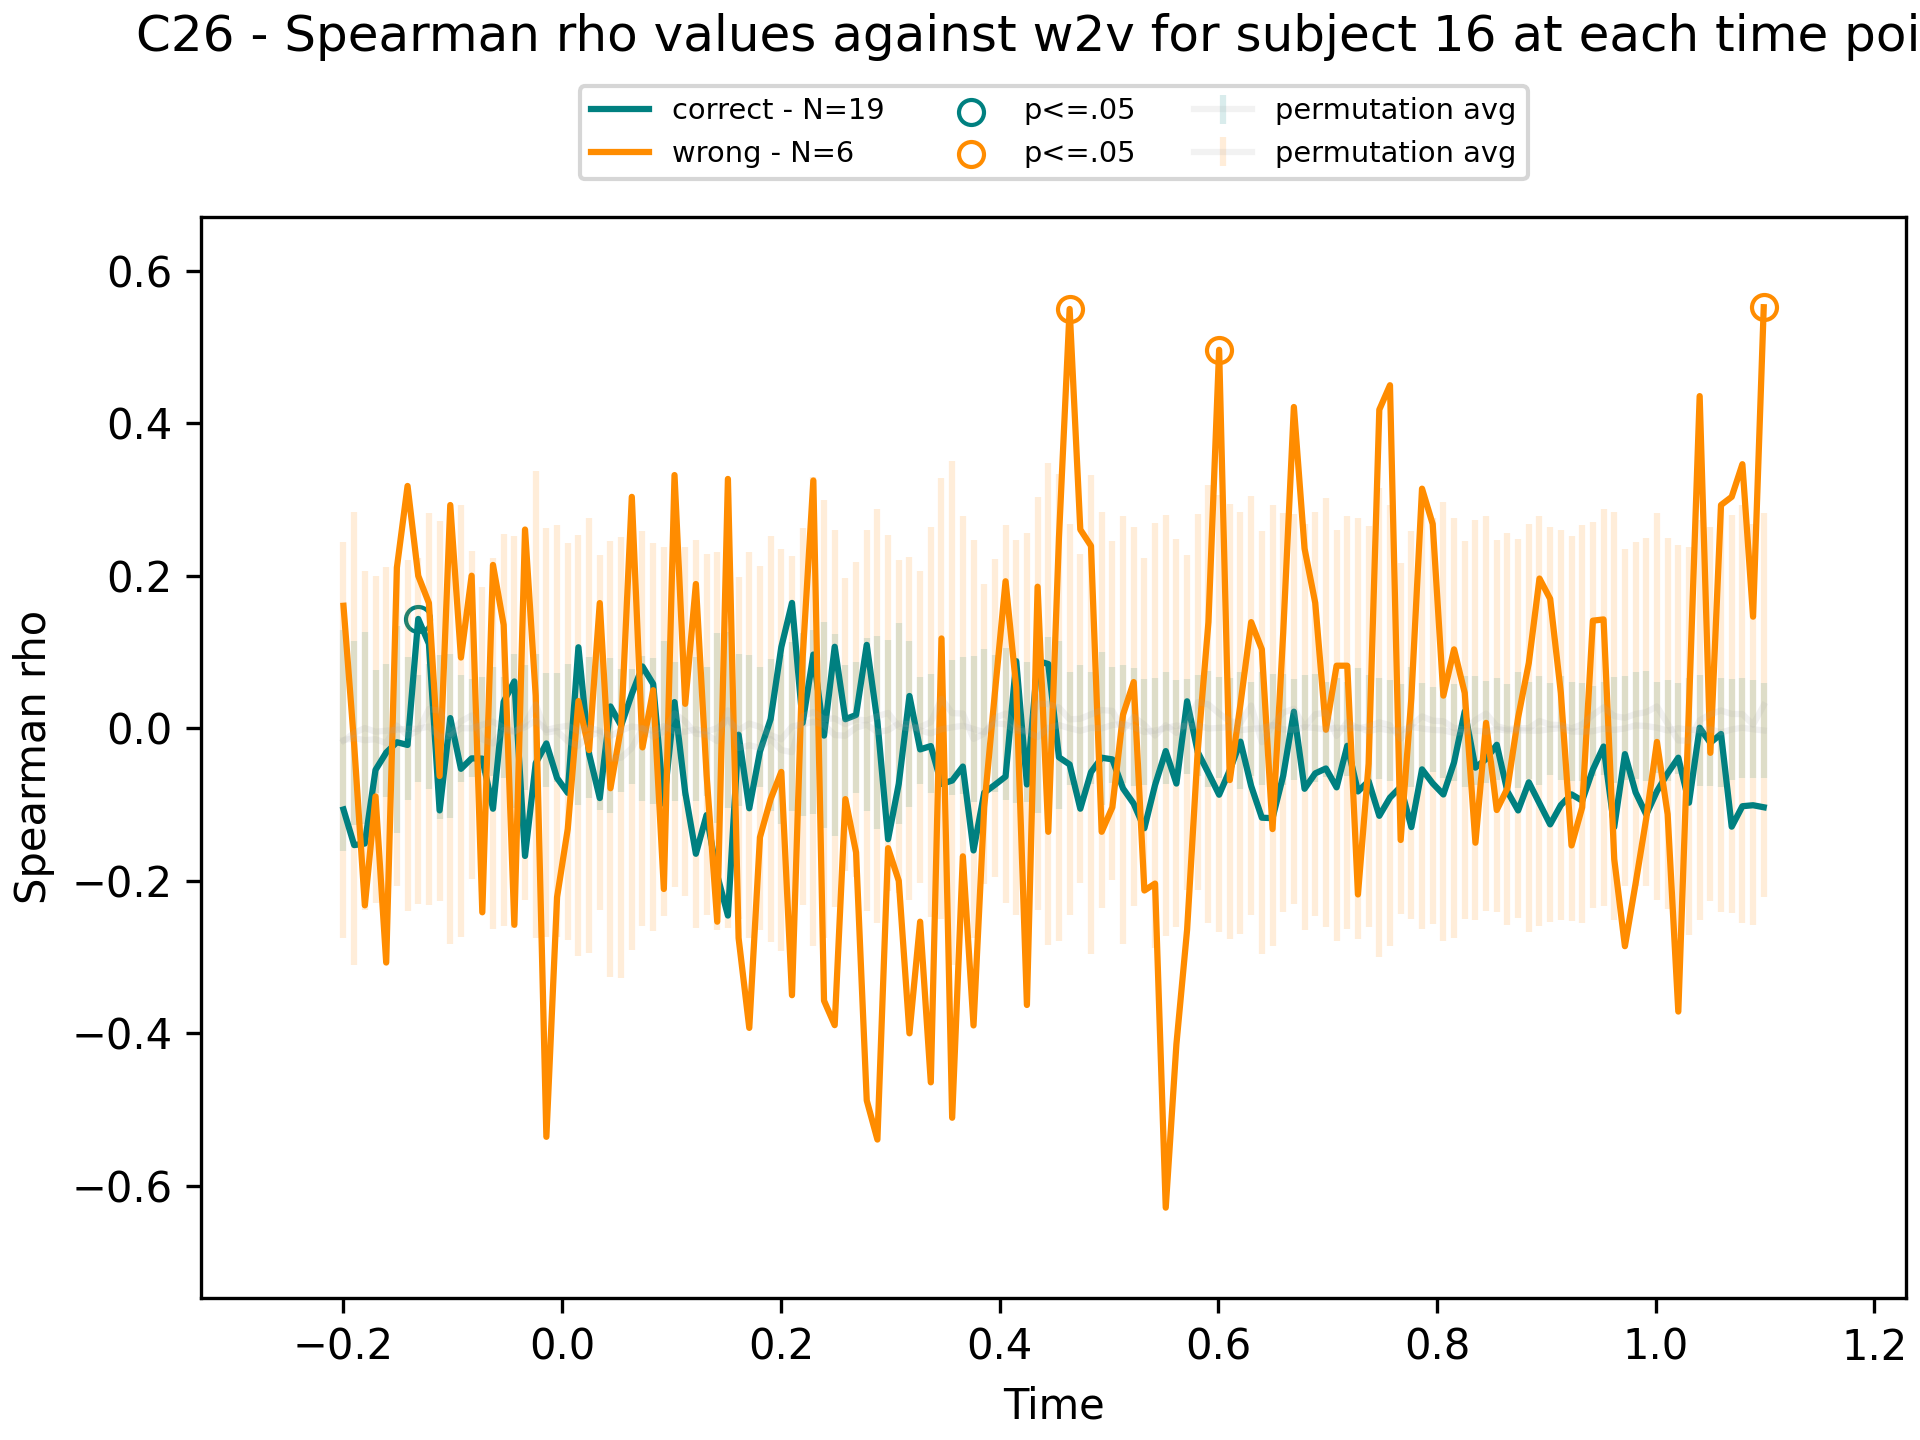 C26 - Spearman rho values against w2v for subject 16 at each time poi
correct - N=19 p<=.05 permutation avg
wrong - N=6 p<=.05 permutation avg
0.6
0.4
0.2
0.0
−0.2
−0.4
−0.6
Spearman rho
−0.2 0.0 0.2 0.4 0.6 0.8 1.0 1.2
Time